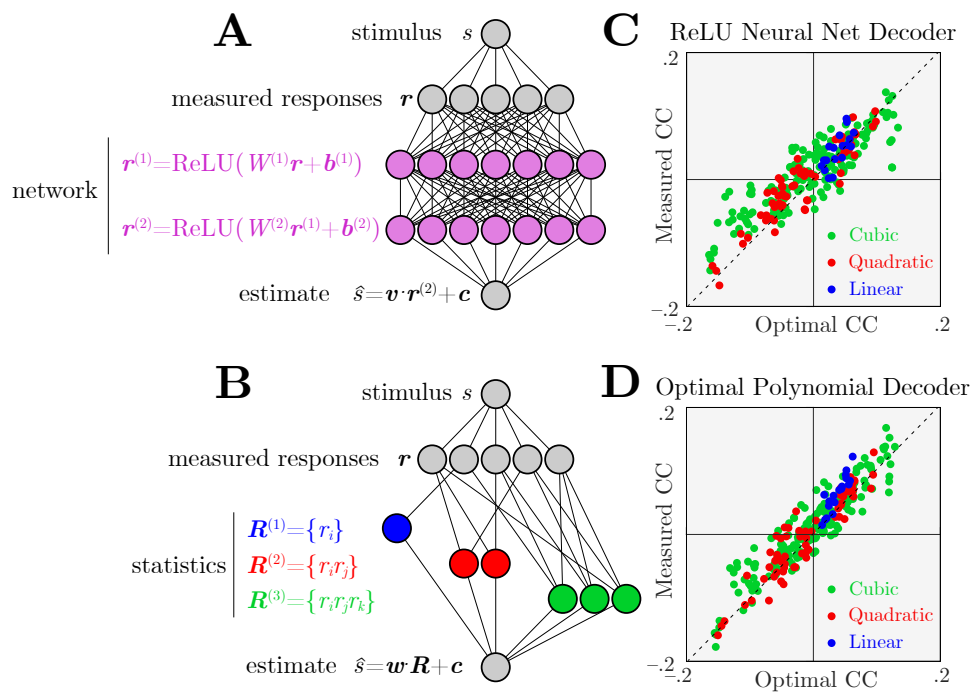 A
stimulus s
measured responses r
network
r⁽¹⁾=ReLU(W⁽¹⁾r+b⁽¹⁾)
r⁽²⁾=ReLU(W⁽²⁾r⁽¹⁾+b⁽²⁾)
estimate ŝ=v·r⁽²⁾+c
C
ReLU Neural Net Decoder
.2
Measured CC
Cubic
Quadratic
Linear
−.2
−.2 Optimal CC .2
B
stimulus s
measured responses r
statistics
R⁽¹⁾={rᵢ}
R⁽²⁾={rᵢrⱼ}
R⁽³⁾={rᵢrⱼrₖ}
estimate ŝ=w·R+c
D
Optimal Polynomial Decoder
.2
Measured CC
Cubic
Quadratic
Linear
−.2
−.2 Optimal CC .2